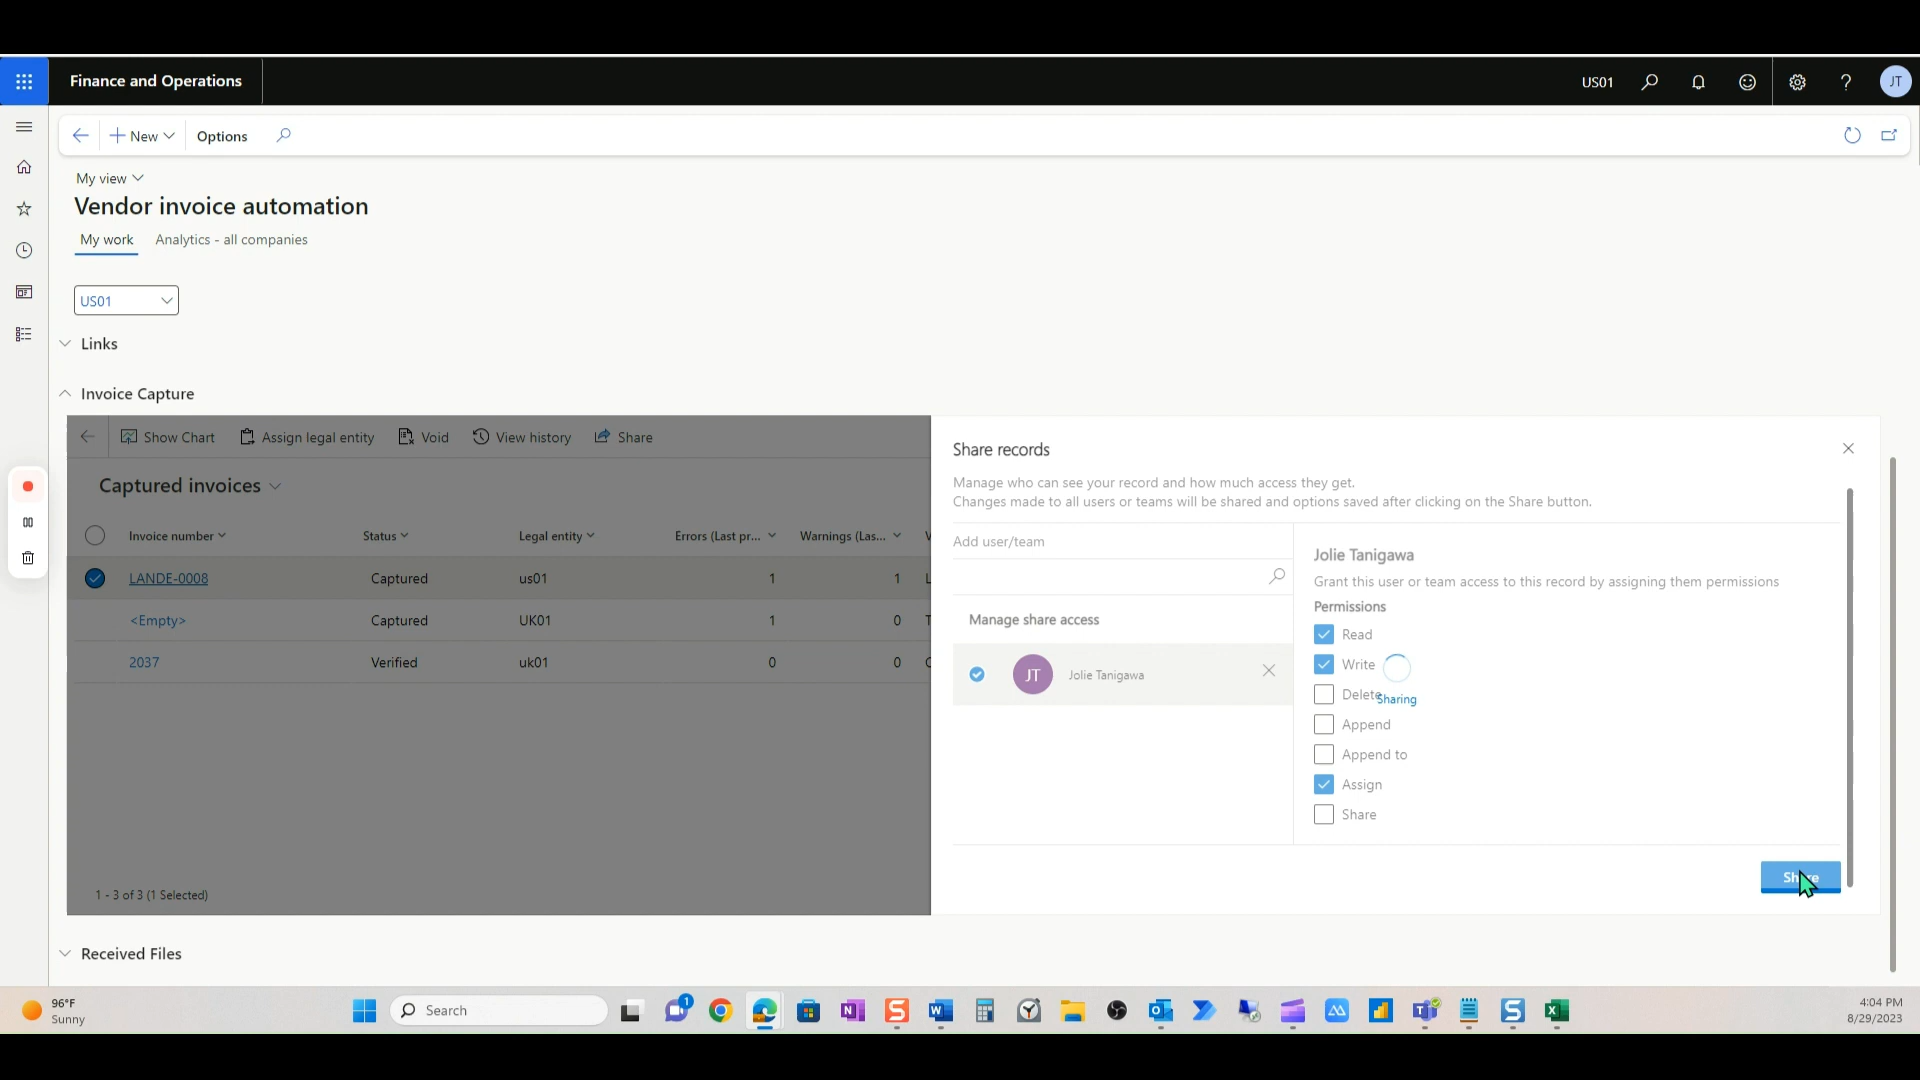 Finance and Operations
US01
JT
New
Options
My view
Vendor invoice automation
My work
Analytics - all companies
US01
Links
Invoice Capture
Show Chart
Assign legal entity
Void
View history
Share
Captured invoices
Invoice number
Status
Legal entity
Errors (Last pr...
Warnings (Las...
LANDE-0008
Captured
us01
1
1
<Empty>
Captured
UK01
1
0
2037
Verified
uk01
0
0
1 - 3 of 3 (1 Selected)
Share records
Manage who can see your record and how much access they get.
Changes made to all users or teams will be shared and options saved after clicking on the Share button.
Add user/team
Manage share access
JT
Jolie Tanigawa
Jolie Tanigawa
Grant this user or team access to this record by assigning them permissions
Permissions
Read
Write
Delete
Sharing
Append
Append to
Assign
Share
Share
Received Files
96°F
Sunny
Search
1
4:04 PM
8/29/2023